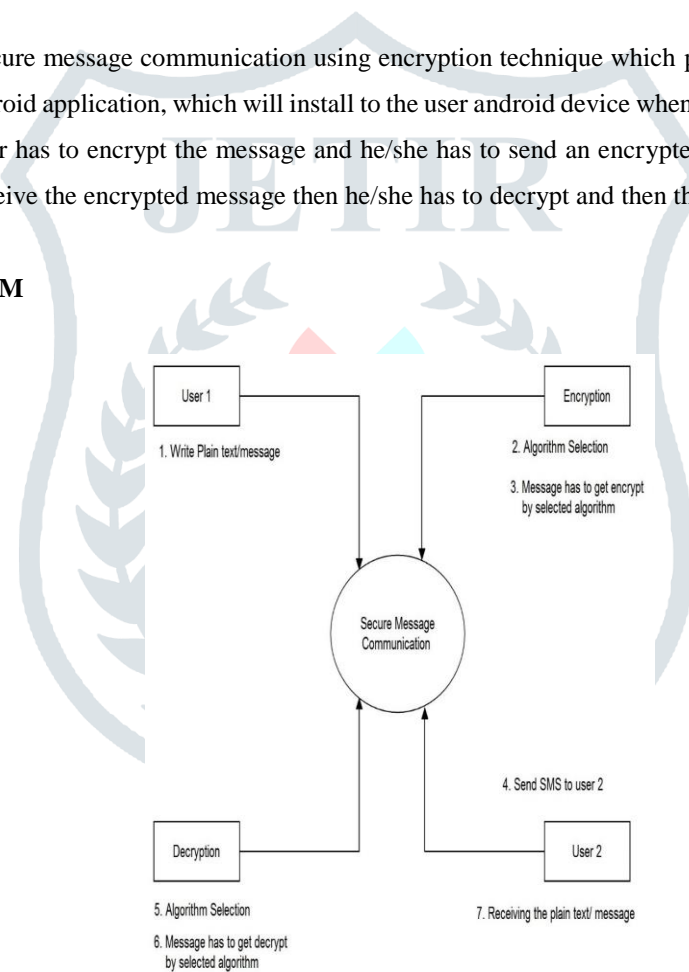 cure message communication using encryption technique which p
roid application, which will install to the user android device when
r has to encrypt the message and he/she has to send an encrypte
eive the encrypted message then he/she has to decrypt and then th
JETIR
M
User 1
Encryption
1. Write Plain text/message
2. Algorithm Selection
3. Message has to get encrypt
by selected algorithm
Secure Message
Communication
4. Send SMS to user 2
Decryption
User 2
5. Algorithm Selection
7. Receiving the plain text/ message
6. Message has to get decrypt
by selected algorithm